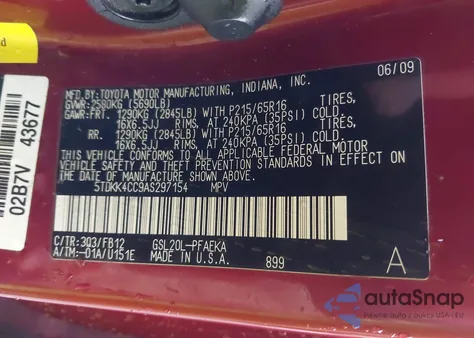 MFD. BY: TOYOTA MOTOR MANUFACTURING, INDIANA, INC. 06/09
GVWR: 2580KG (5690LB)
GAWR: FRT. 1290KG (2845LB) WITH P215/65R16 TIRES,
16X6.5JJ RIMS, AT 240KPA (35PSI) COLD
RR. 1290KG (2845LB) WITH P215/65R16 TIRES,
16X6.5JJ RIMS, AT 240KPA (35PSI) COLD
THIS VEHICLE CONFORMS TO ALL APPLICABLE FEDERAL MOTOR
VEHICLE SAFETY AND THEFT PREVENTION STANDARDS IN EFFECT ON
THE DATE OF MANUFACTURE SHOWN ABOVE.
5TDKK4CC9AS297154 MPV
C/TR: 3Q3/FB12 GSL20L-PFAEKA
A/TM: -01A/U151E MADE IN U.S.A. 899 A
02B7V 43677
autoSnap